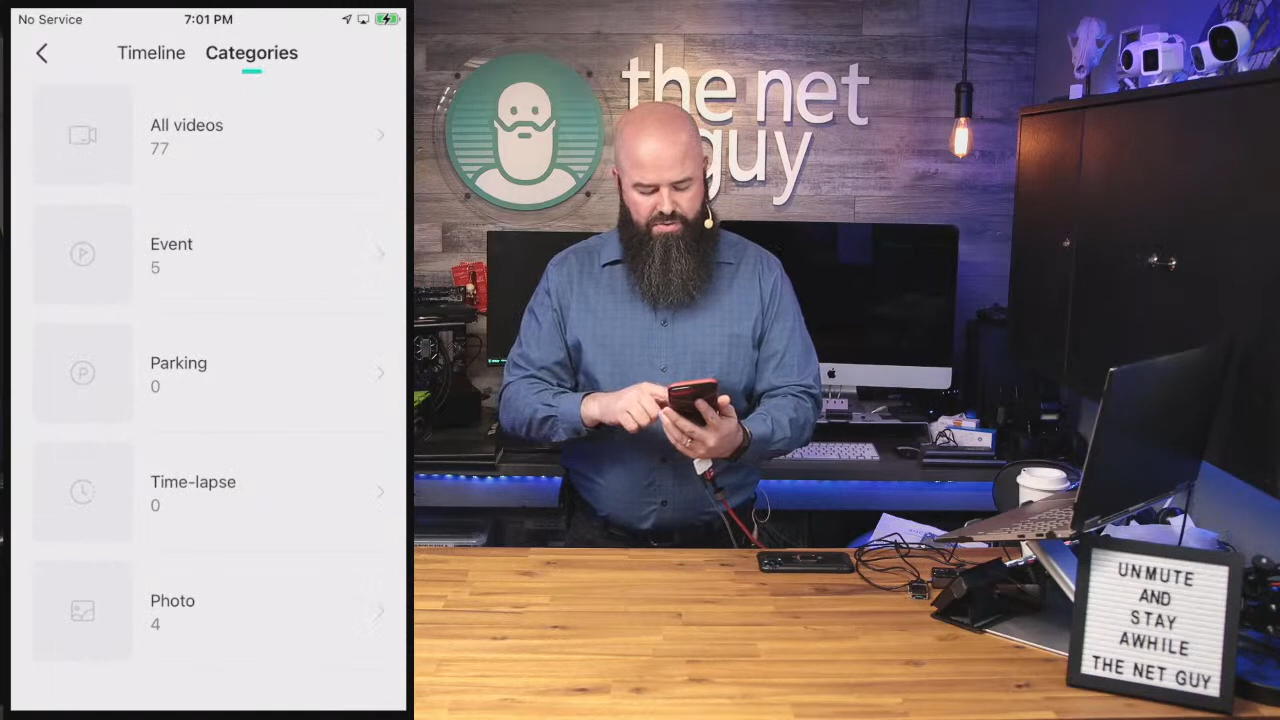 No Service
7:01 PM
Timeline
Categories
All videos
77
Event
5
Parking
0
Time-lapse
0
Photo
4
the net
guy
UNMUTE
AND
STAY
AWHILE
THE NET GUY